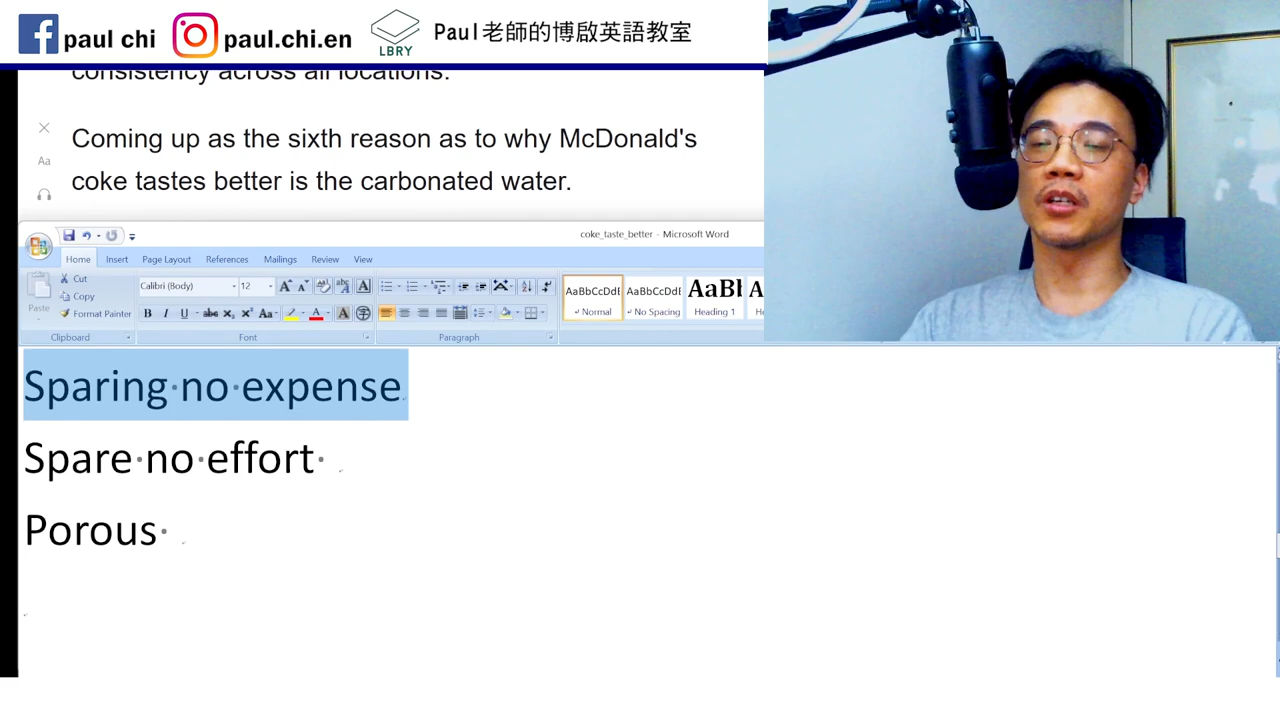 paul chi
paul.chi.en
LBRY
Paul老師的博啟英語教室
consistency across all locations.
Coming up as the sixth reason as to why McDonald's
coke tastes better is the carbonated water.
Aa
coke_taste_better - Microsoft Word
Home Insert Page Layout References Mailings Review View
Paste
Cut
Copy
Format Painter
Clipboard
Calibri (Body) 12
Font
Paragraph
AaBbCcDdE AaBbCcDdE AaBbI
Normal No Spacing Heading 1
Sparing·no·expense
Spare·no·effort·
Porous·